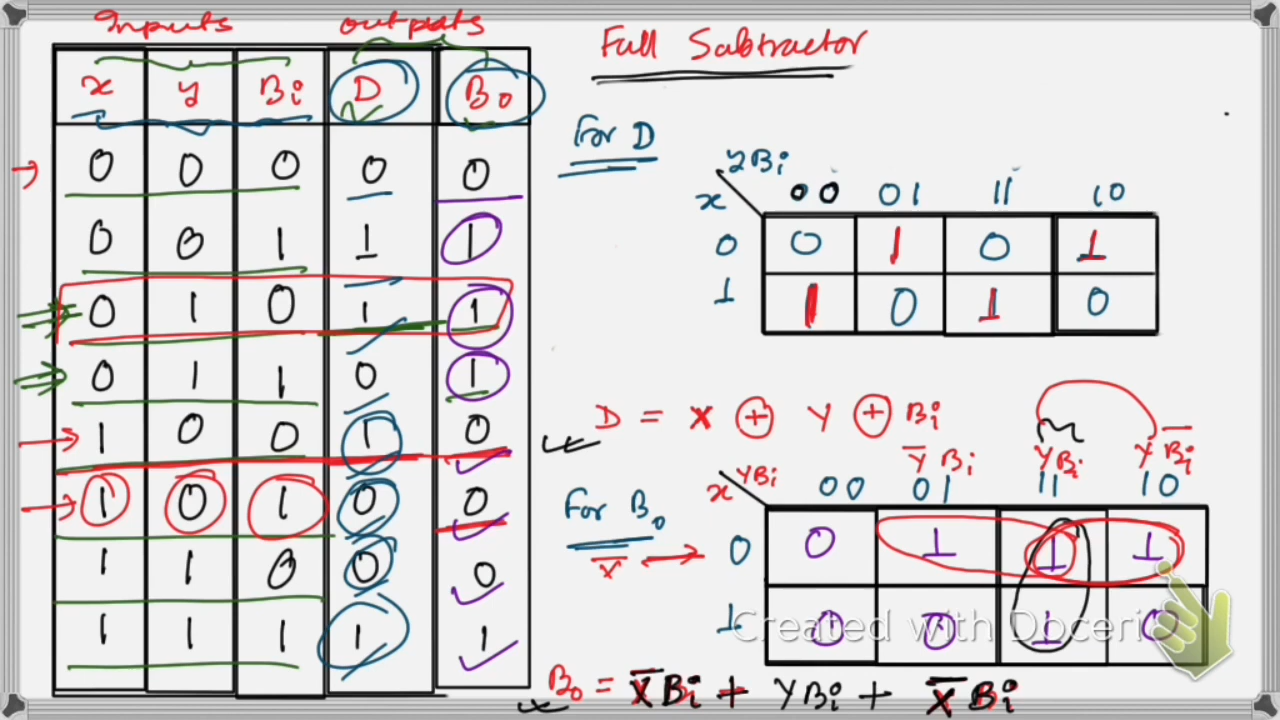 Inputs outputs
x y Bi D Bo
0 0 0 0 0
0 0 1 1 1
0 1 0 1 1
0 1 1 0 1
1 0 0 1 0
1 0 1 0 0
1 1 0 0 0
1 1 1 1 1
Full Subtractor
For D
YBi
x 00 01 11 10
0 0 1 0 1
1 1 0 1 0
D = X ⊕ Y ⊕ Bi
Y̅ Bi YBi Y B̅i̅
x YBi 00 01 11 10
For Bo
X̅ → 0 0 1 1 1
1 0 0 1 0
Created with Doceri
Bo = X̅Bi + YBi + X̅ Bi